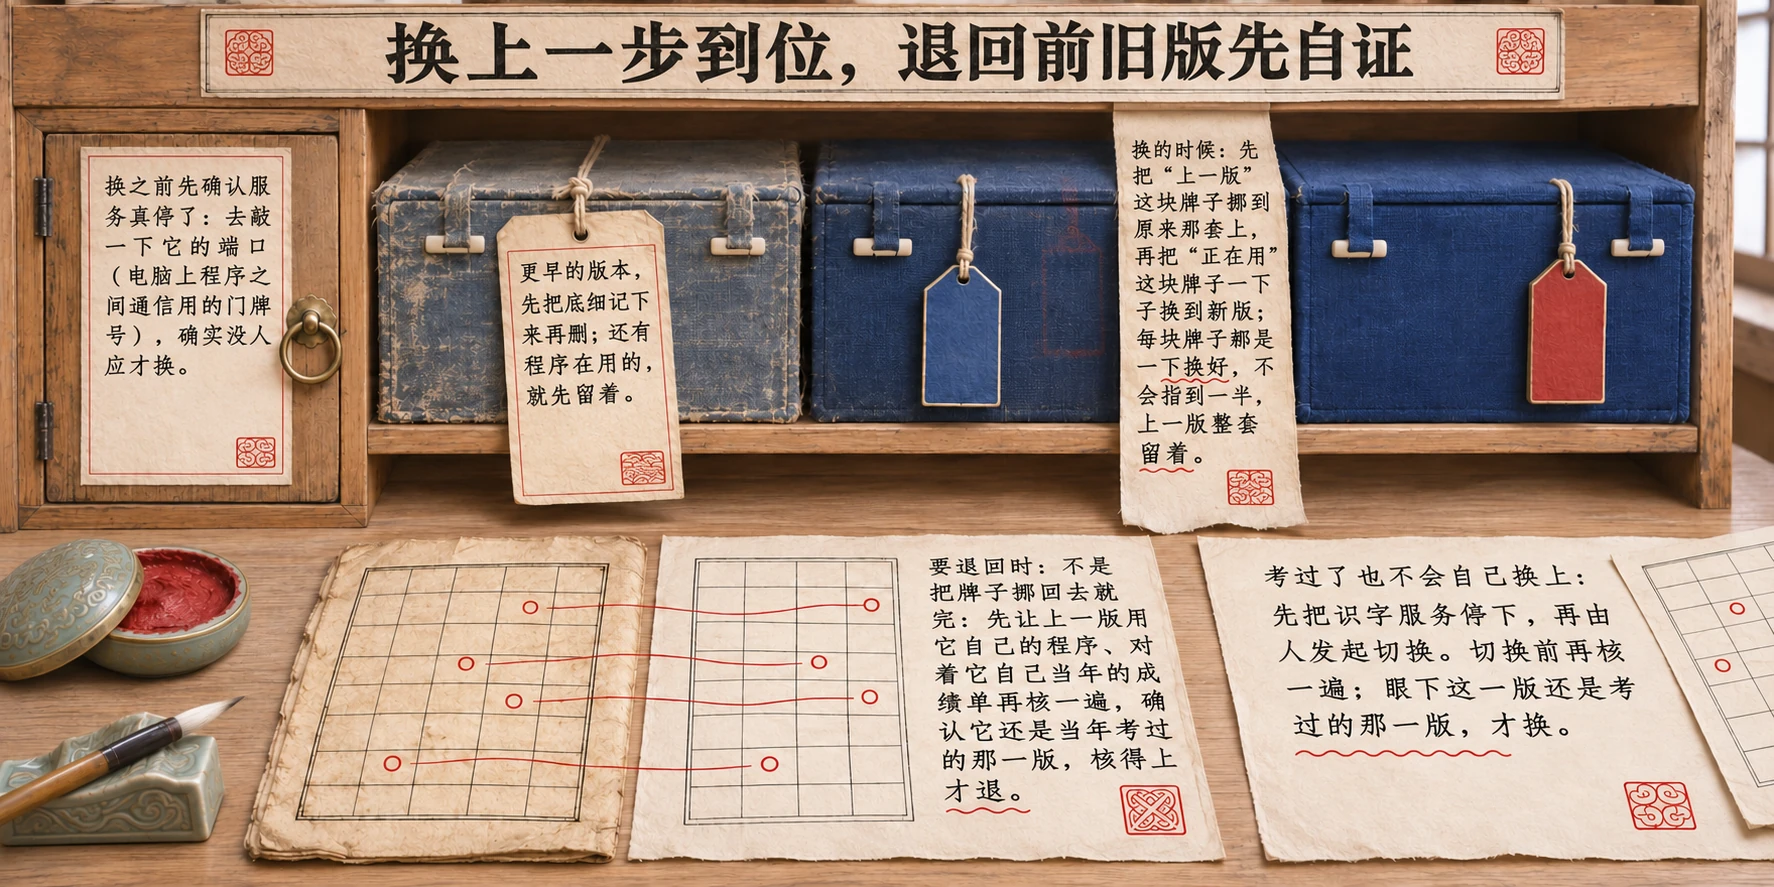 换上一步到位，退回前旧版先自证
换之前先确认服
务真停了：去敲
一下它的端口
（电脑上程序之
间通信用的门牌
号），确实没人
应才换。
更早的版本，
先把底细记下
来再删；还有
程序在用的，
就先留着。
换的时候：先
把“上一版”
这块牌子挪到
原来那套上，
再把“正在用”
这块牌子一下
子换到新版；
每块牌子都是
一下换好，不
会指到一半，
上一版整套
留着。
要退回时：不是
把牌子挪回去就
完：先让上一版用
它自己的程序、对
着它自己当年的成
绩单再核一遍，确
认它还是当年考过
的那一版，核得上
才退。
考过了也不会自己换上：
先把识字服务停下，再由
人发起切换。切换前再核
一遍；眼下这一版还是考
过的那一版，才换。